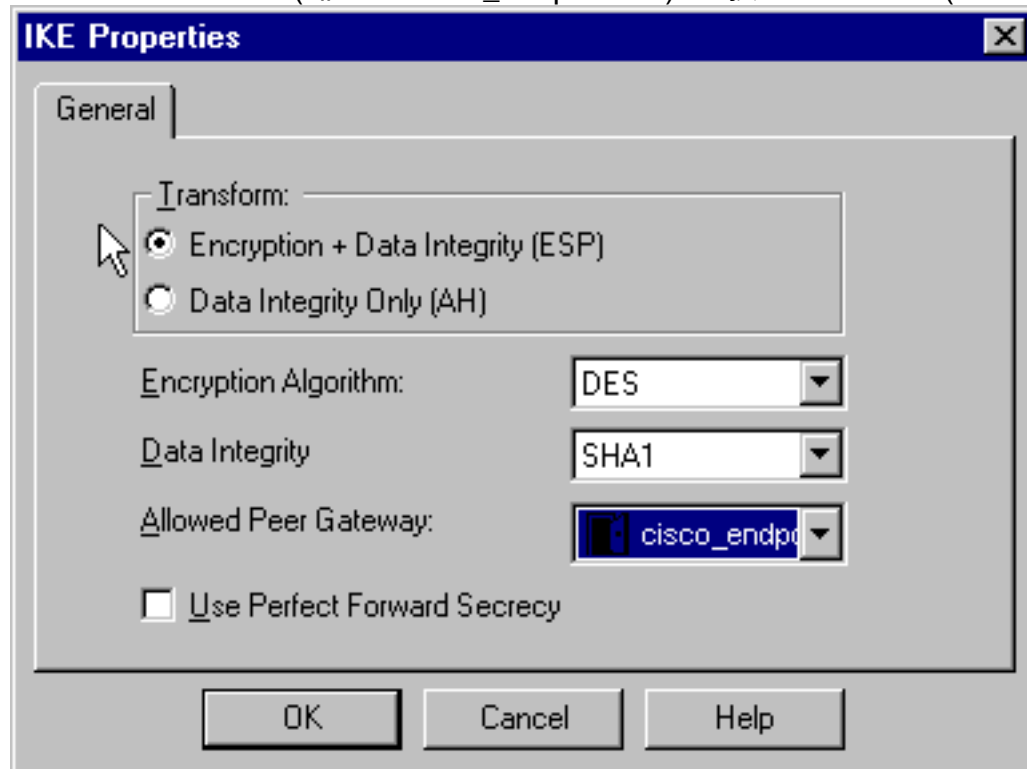 IKE Properties
General
Transform:
Encryption + Data Integrity (ESP)
Data Integrity Only (AH)
Encryption Algorithm:
DES
Data Integrity
SHA1
Allowed Peer Gateway:
cisco_endpo
Use Perfect Forward Secrecy
OK Cancel Help